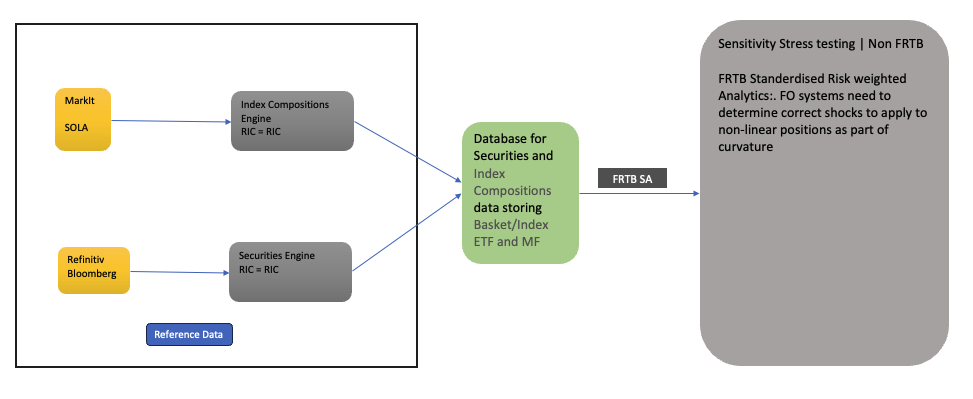 MarkIt
SOLA
Index Compositions
Engine
RIC = RIC
Refinitiv
Bloomberg
Securities Engine
RIC = RIC
Reference Data
Database for
Securities and
Index
Compositions
data storing
Basket/Index
ETF and MF
FRTB SA
Sensitivity Stress testing | Non FRTB
FRTB Standerdised Risk weighted
Analytics:. FO systems need to
determine correct shocks to apply to
non-linear positions as part of
curvature